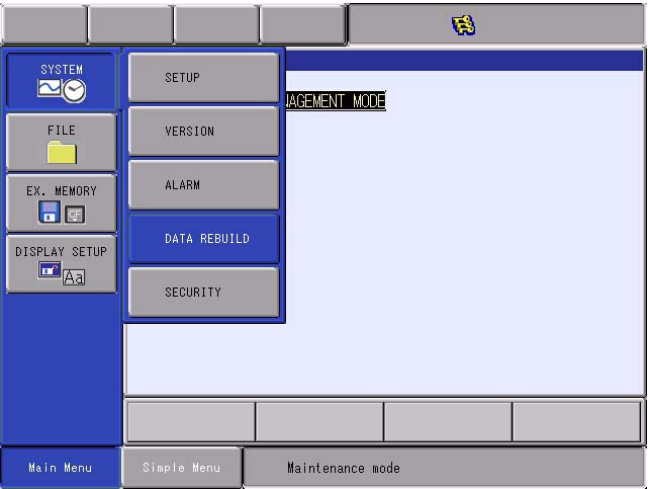 SYSTEM
FILE
EX. MEMORY
CF
DISPLAY SETUP
Aa
SETUP
VERSION
ALARM
DATA REBUILD
SECURITY
AGEMENT MODE
Main Menu
Simple Menu
Maintenance mode